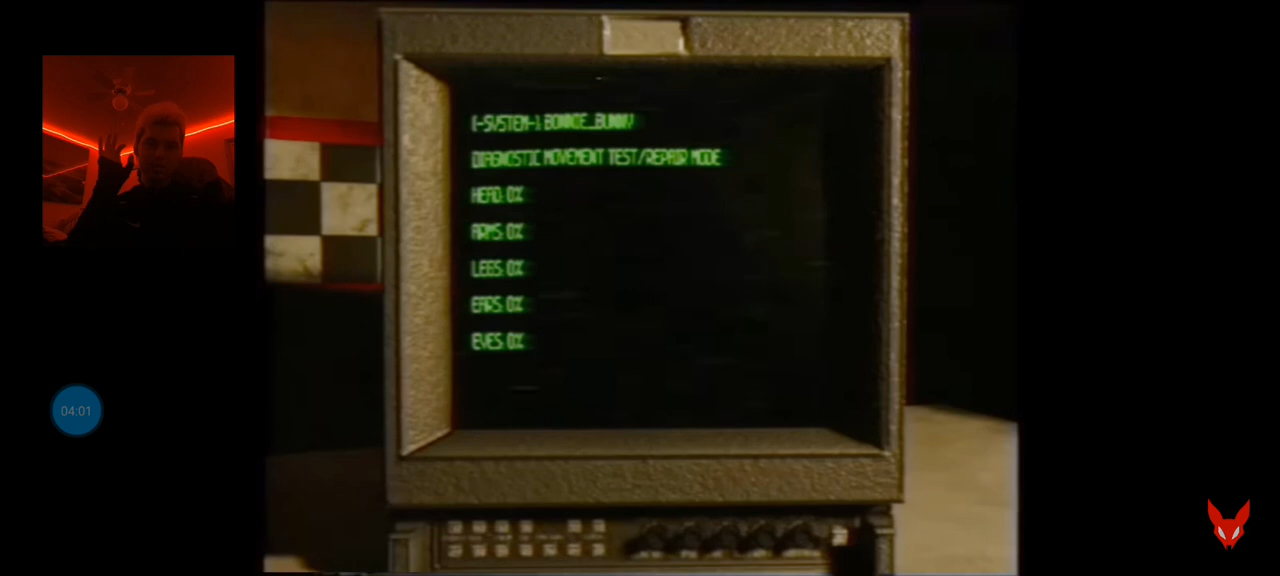 (-SYSTEM-): BONNIE_BUNNY
DIAGNOSTIC MOVEMENT TEST/REPAIR MODE
HEAD: 0%
ARMS: 0%
LEGS: 0%
EARS: 0%
EYES: 0%
04:01